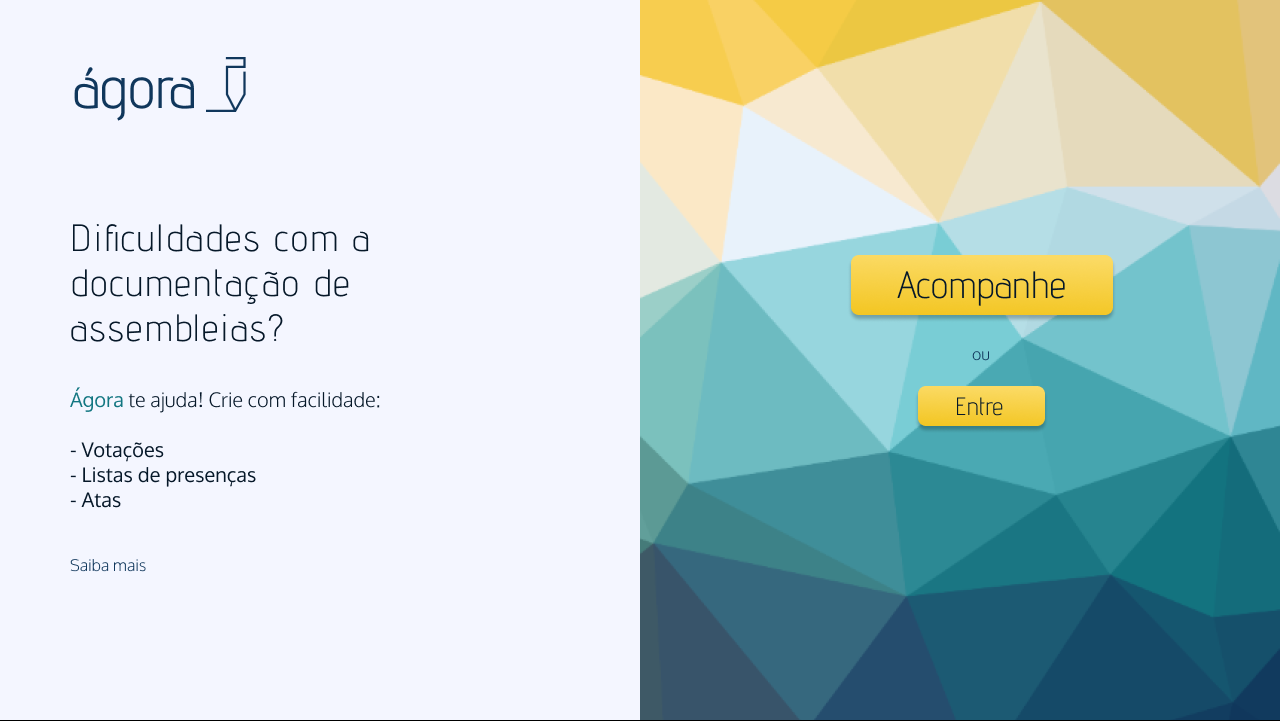 ágora
Dificuldades com a
documentação de
assembleias?
Ágora te ajuda! Crie com facilidade:
- Votações
- Listas de presenças
- Atas
Saiba mais
Acompanhe
ou
Entre